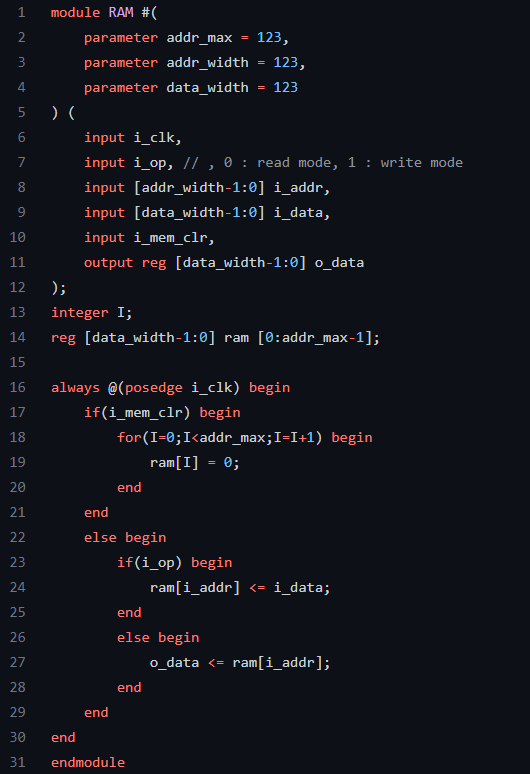 1 module RAM #(
2     parameter addr_max = 123,
3     parameter addr_width = 123,
4     parameter data_width = 123
5 ) (
6     input i_clk,
7     input i_op, // , 0 : read mode, 1 : write mode
8     input [addr_width-1:0] i_addr,
9     input [data_width-1:0] i_data,
10     input i_mem_clr,
11     output reg [data_width-1:0] o_data
12 );
13 integer I;
14 reg [data_width-1:0] ram [0:addr_max-1];
15
16 always @(posedge i_clk) begin
17     if(i_mem_clr) begin
18         for(I=0;I<addr_max;I=I+1) begin
19             ram[I] = 0;
20         end
21     end
22     else begin
23         if(i_op) begin
24             ram[i_addr] <= i_data;
25         end
26         else begin
27             o_data <= ram[i_addr];
28         end
29     end
30 end
31 endmodule